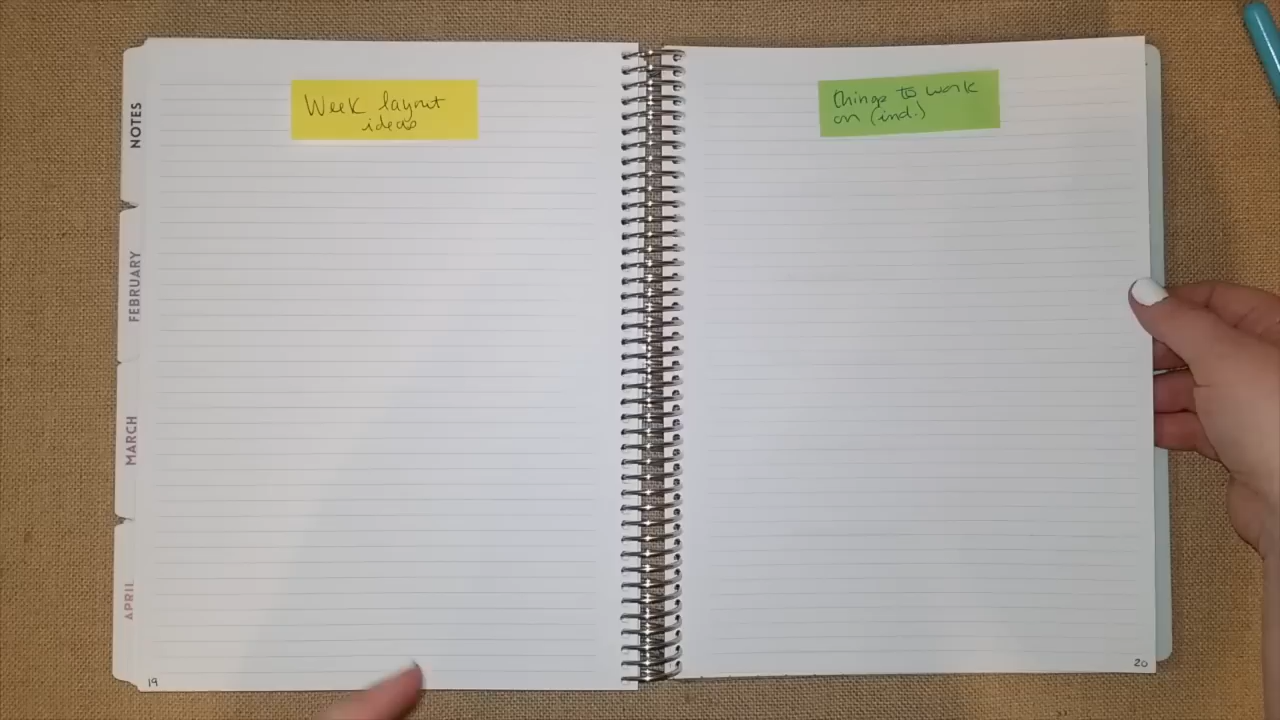 NOTES
FEBRUARY
MARCH
APRIL
Week layout
ideas
19
things to work
on (ind.)
20